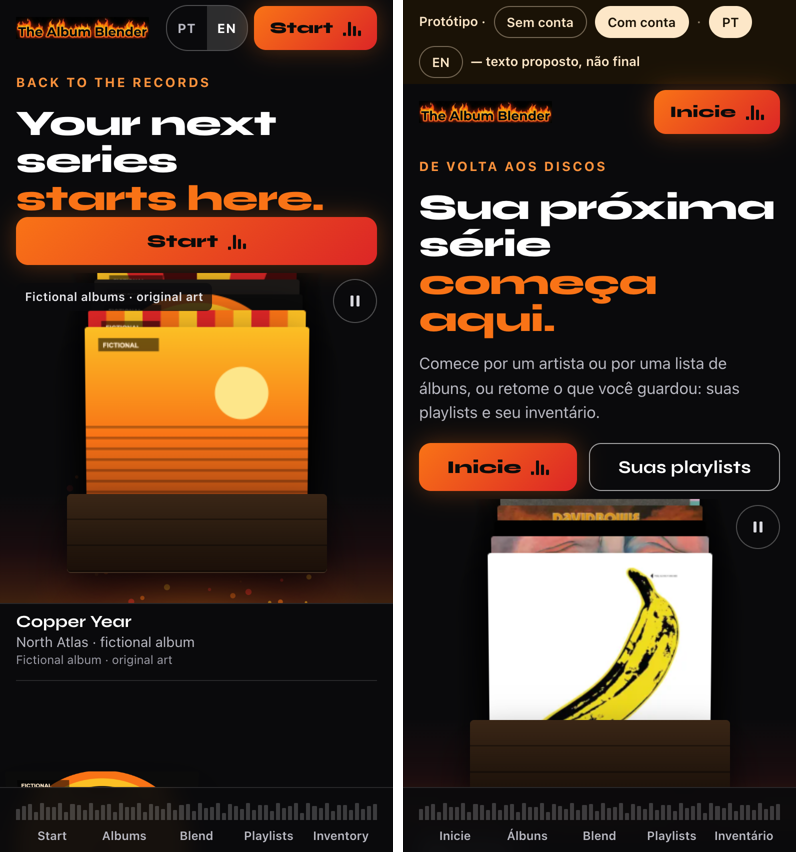 The Album Blender
PT EN
Start
BACK TO THE RECORDS
Your next
series
starts here.
Start
Fictional albums · original art
FICTIONAL
Copper Year
North Atlas · fictional album
Fictional album · original art
FICTIONAL
Start Albums Blend Playlists Inventory
Protótipo · Sem conta Com conta · PT
EN — texto proposto, não final
The Album Blender
Inicie
DE VOLTA AOS DISCOS
Sua próxima
série
começa
aqui.
Comece por um artista ou por uma lista de
álbuns, ou retome o que você guardou: suas
playlists e seu inventário.
Inicie Suas playlists
DAVIDBOWIE
Inicie Álbuns Blend Playlists Inventário